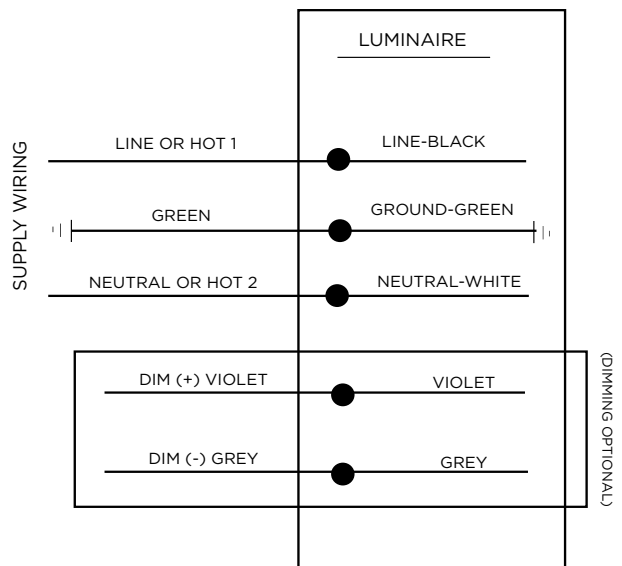 LUMINAIRE
SUPPLY WIRING
LINE OR HOT 1
LINE-BLACK
GREEN
GROUND-GREEN
NEUTRAL OR HOT 2
NEUTRAL-WHITE
DIM (+) VIOLET
VIOLET
DIM (-) GREY
GREY
(DIMMING OPTIONAL)